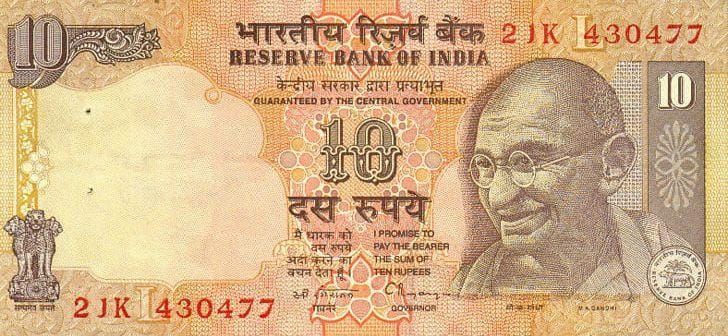 10
भारतीय रिज़र्व बैंक
2JK 430477
RESERVE BANK OF INDIA
केन्द्रीय सरकार द्वारा प्रत्याभूत
GUARANTEED BY THE CENTRAL GOVERNMENT
10
10
दस रुपये
मैं धारक को
दस रुपये
अदा करने का
वचन देता हूँ
I PROMISE TO
PAY THE BEARER
THE SUM OF
TEN RUPEES
L
2JK 430477
सत्यमेव जयते
गवर्नर
GOVERNOR
M.K.GANDHI
भारतीय रिज़र्व बैंक
RESERVE BANK OF INDIA